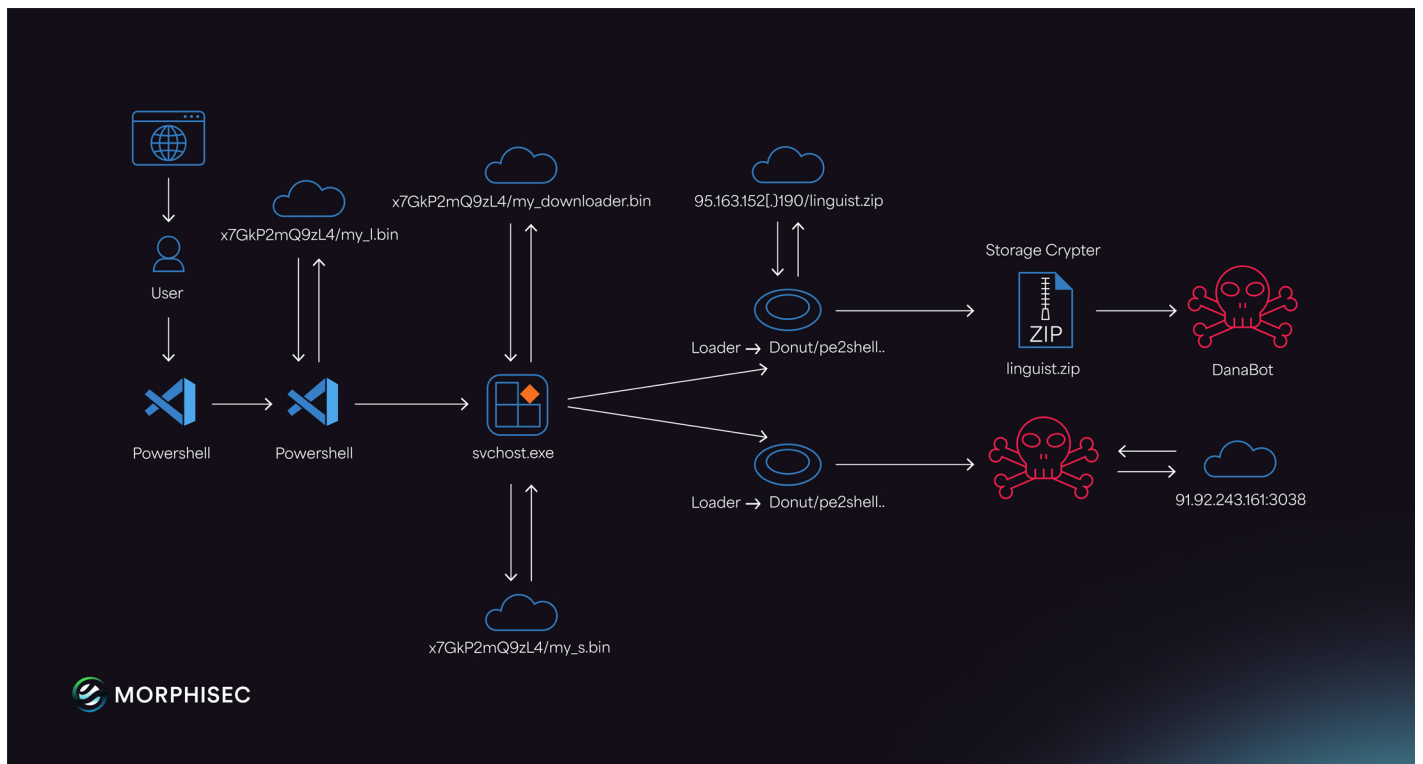 x7GkP2mQ9zL4/my_downloader.bin
95.163.152[.]190/linguist.zip
x7GkP2mQ9zL4/my_l.bin
Storage Crypter
User
ZIP
Loader → Donut/pe2shell..
linguist.zip
DanaBot
Powershell
Powershell
svchost.exe
Loader → Donut/pe2shell..
91.92.243.161:3038
x7GkP2mQ9zL4/my_s.bin
MORPHISEC